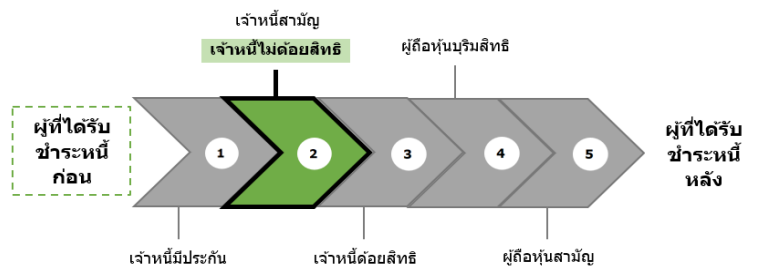 เจ้าหนี้สามัญ
เจ้าหนี้ไม่ด้อยสิทธิ
ผู้ถือหุ้นบุริมสิทธิ
ผู้ที่ได้รับ
ชำระหนี้
ก่อน
1
2
3
4
5
ผู้ที่ได้รับ
ชำระหนี้
หลัง
เจ้าหนี้มีประกัน
เจ้าหนี้ด้อยสิทธิ
ผู้ถือหุ้นสามัญ